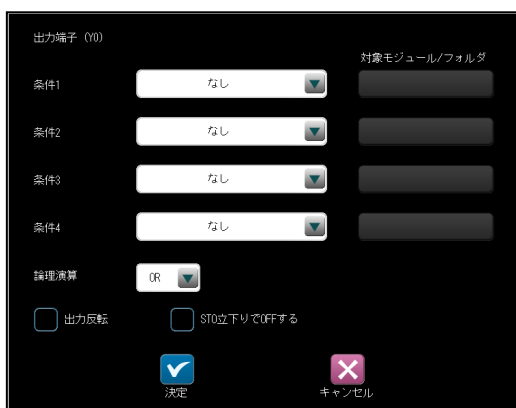 出力端子 (Y0)
対象モジュール/フォルダ
条件1 なし
条件2 なし
条件3 なし
条件4 なし
論理演算 OR
出力反転 STO立下りでOFFする
決定 キャンセル